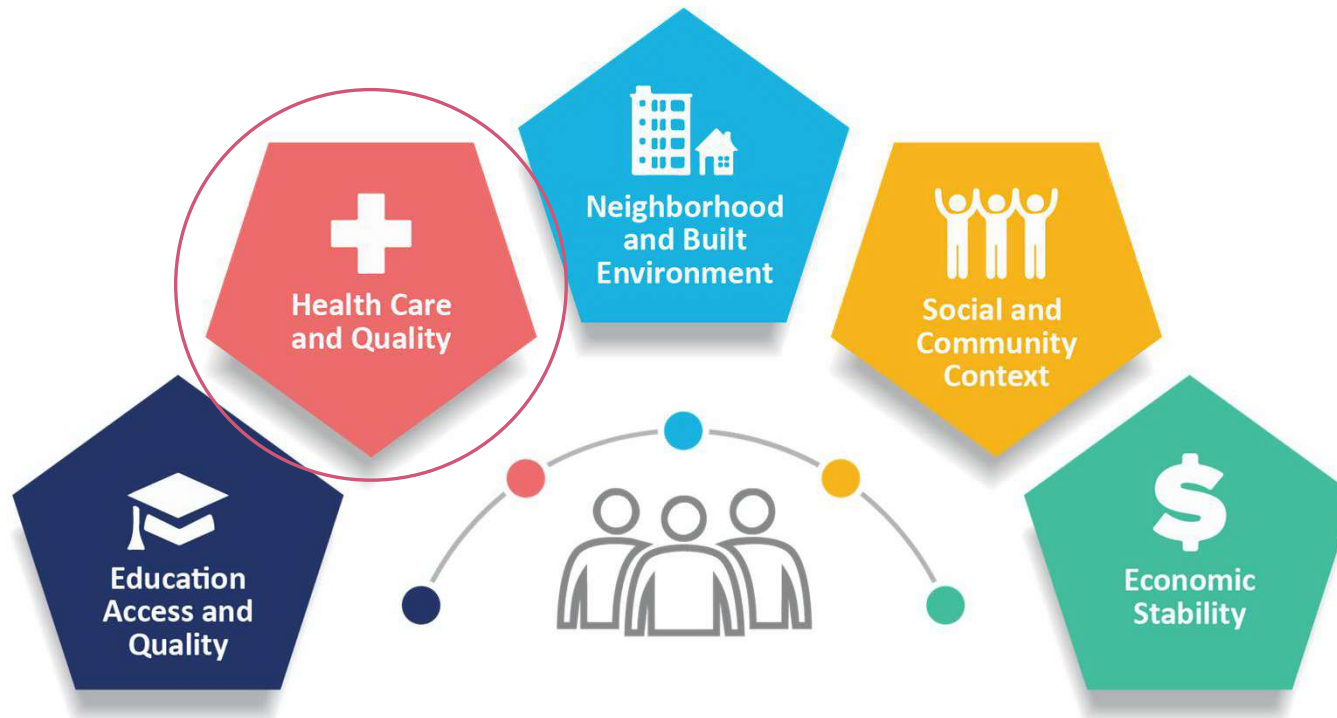 Education
Access and
Quality
Health Care
and Quality
Neighborhood
and Built
Environment
Social and
Community
Context
$
Economic
Stability